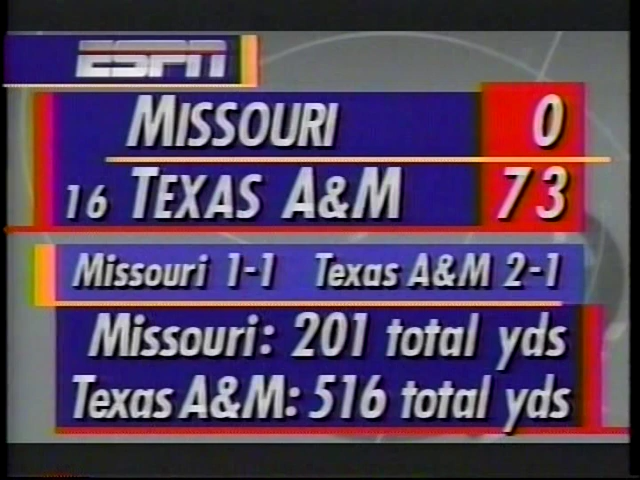 ESPN
MISSOURI 0
16 TEXAS A&M 73
Missouri 1-1 Texas A&M 2-1
Missouri: 201 total yds
Texas A&M: 516 total yds